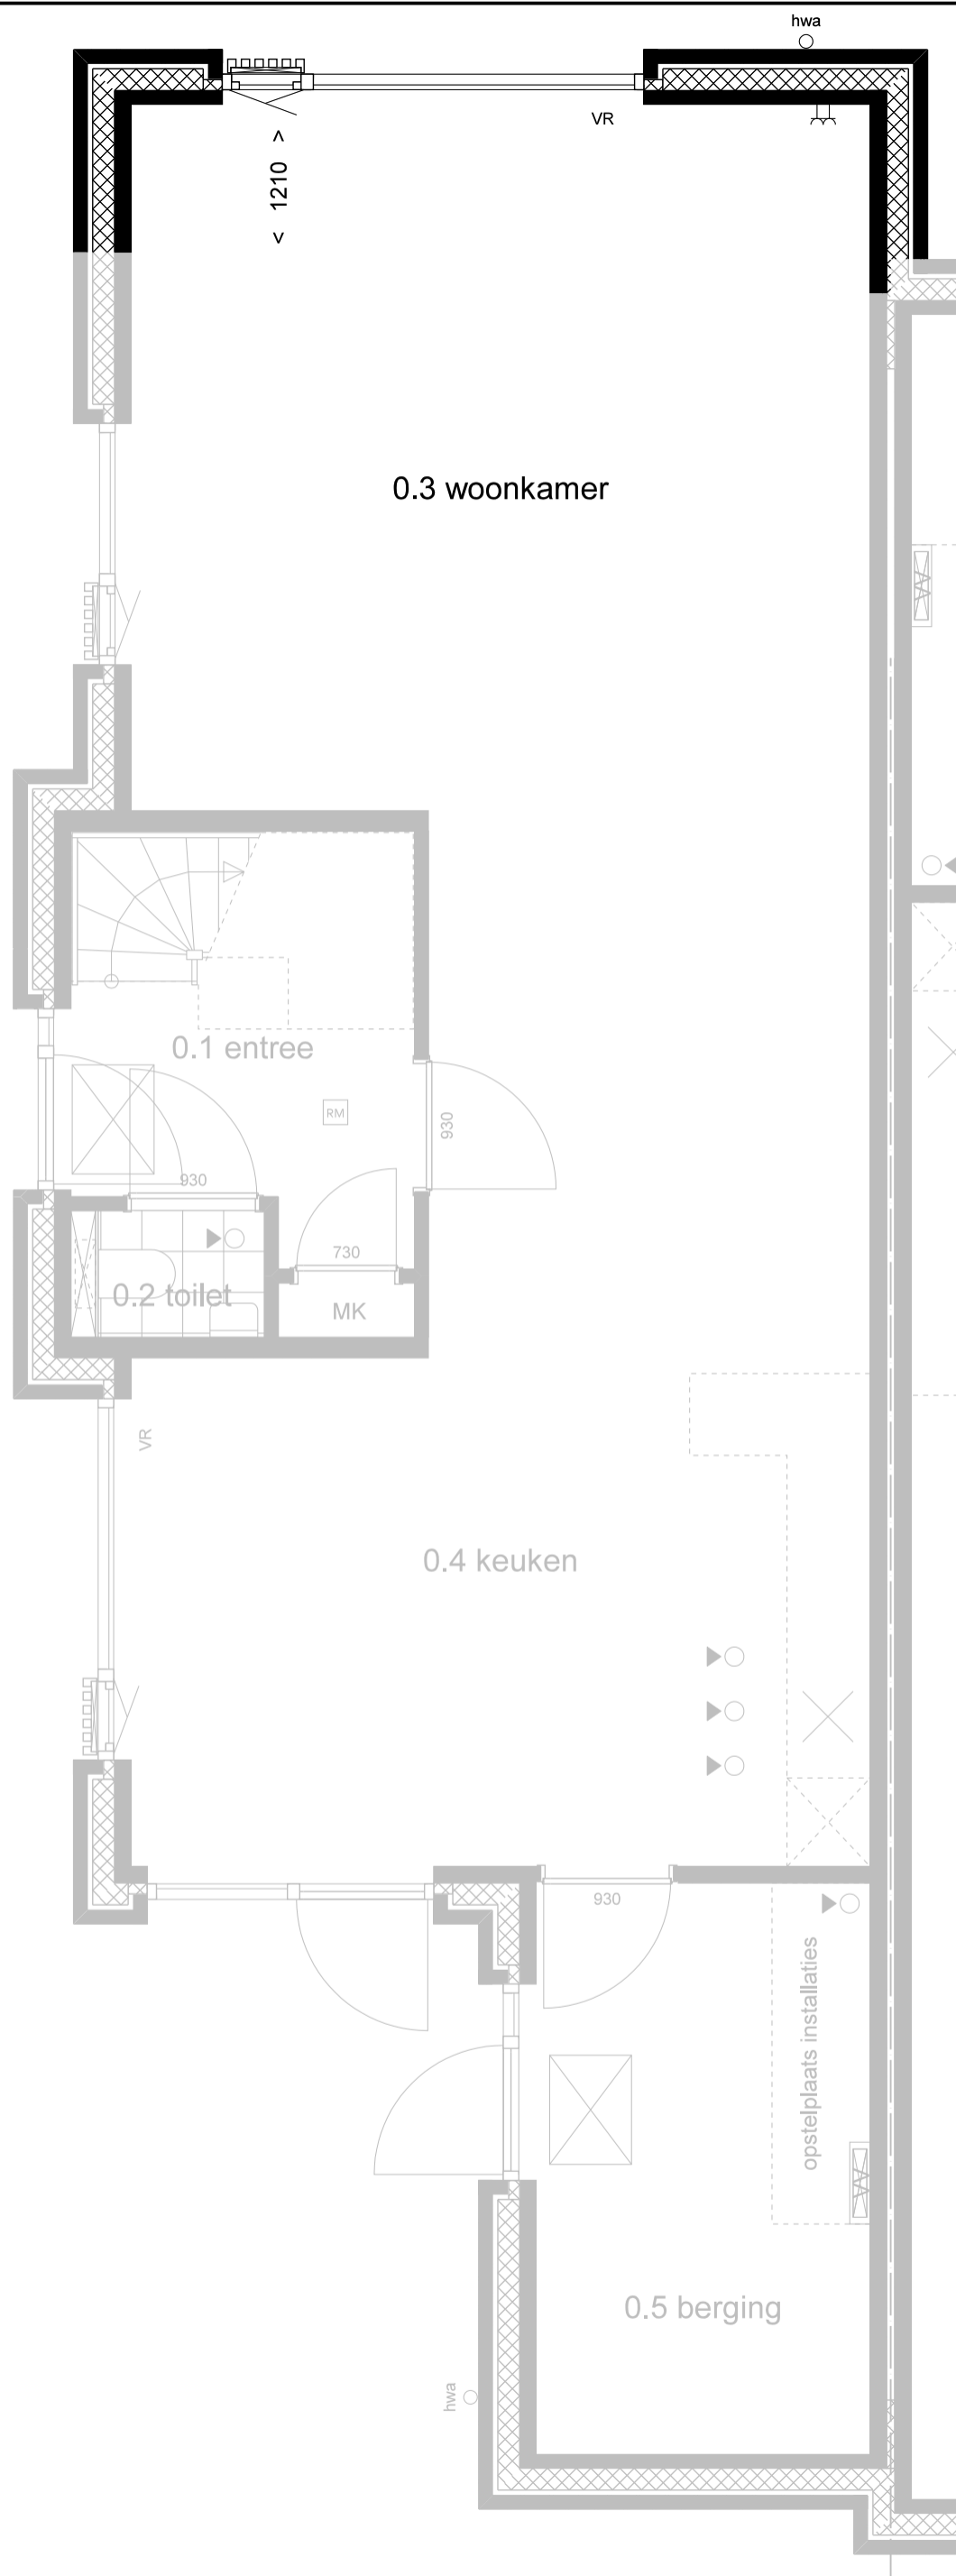 hwa
VR
< 1210 >
0.3 woonkamer
0.1 entree
RM
930
930
730
0.2 toilet
MK
VR
0.4 keuken
930
opstelplaats installaties
0.5 berging
hwa